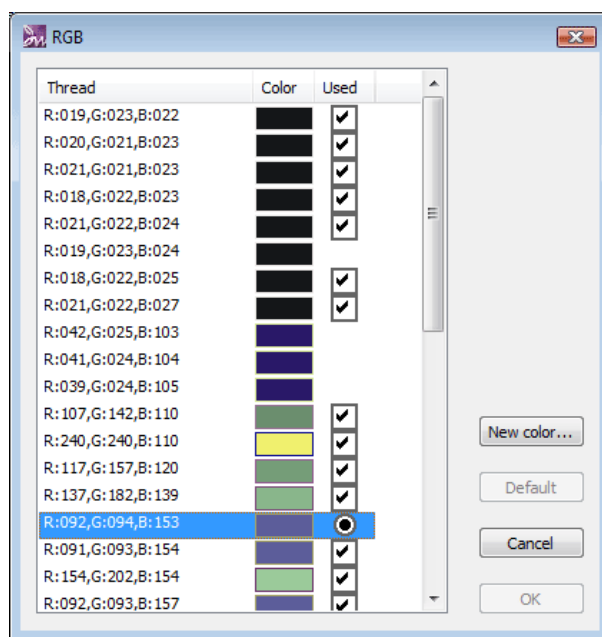 RGB
Thread Color Used
R:019,G:023,B:022
R:020,G:021,B:023
R:021,G:021,B:023
R:018,G:022,B:023
R:021,G:022,B:024
R:019,G:023,B:024
R:018,G:022,B:025
R:021,G:022,B:027
R:042,G:025,B:103
R:041,G:024,B:104
R:039,G:024,B:105
R:107,G:142,B:110
R:240,G:240,B:110
New color...
R:117,G:157,B:120
R:137,G:182,B:139
Default
R:092,G:094,B:153
R:091,G:093,B:154
Cancel
R:154,G:202,B:154
R:092,G:093,B:157
OK